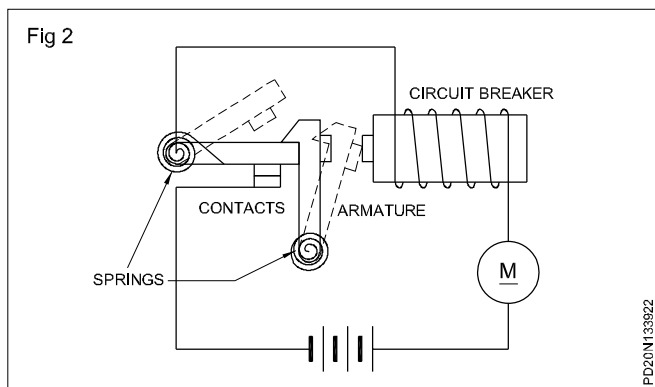 Fig 2
CIRCUIT BREAKER
CONTACTS
ARMATURE
SPRINGS
M
PD20N133922